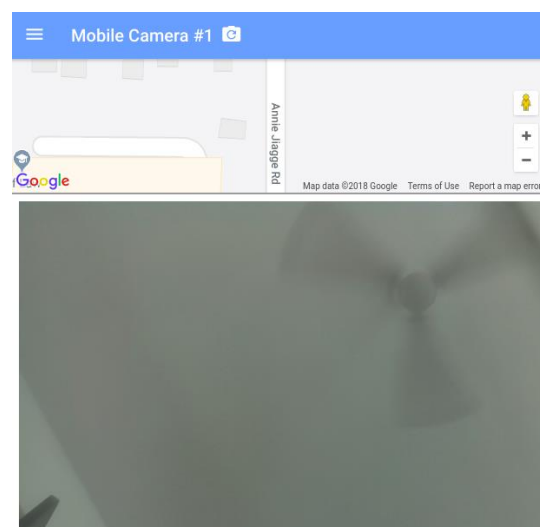 Mobile Camera #1
Annie Jiagge Rd
Google
Map data ©2018 Google Terms of Use Report a map error